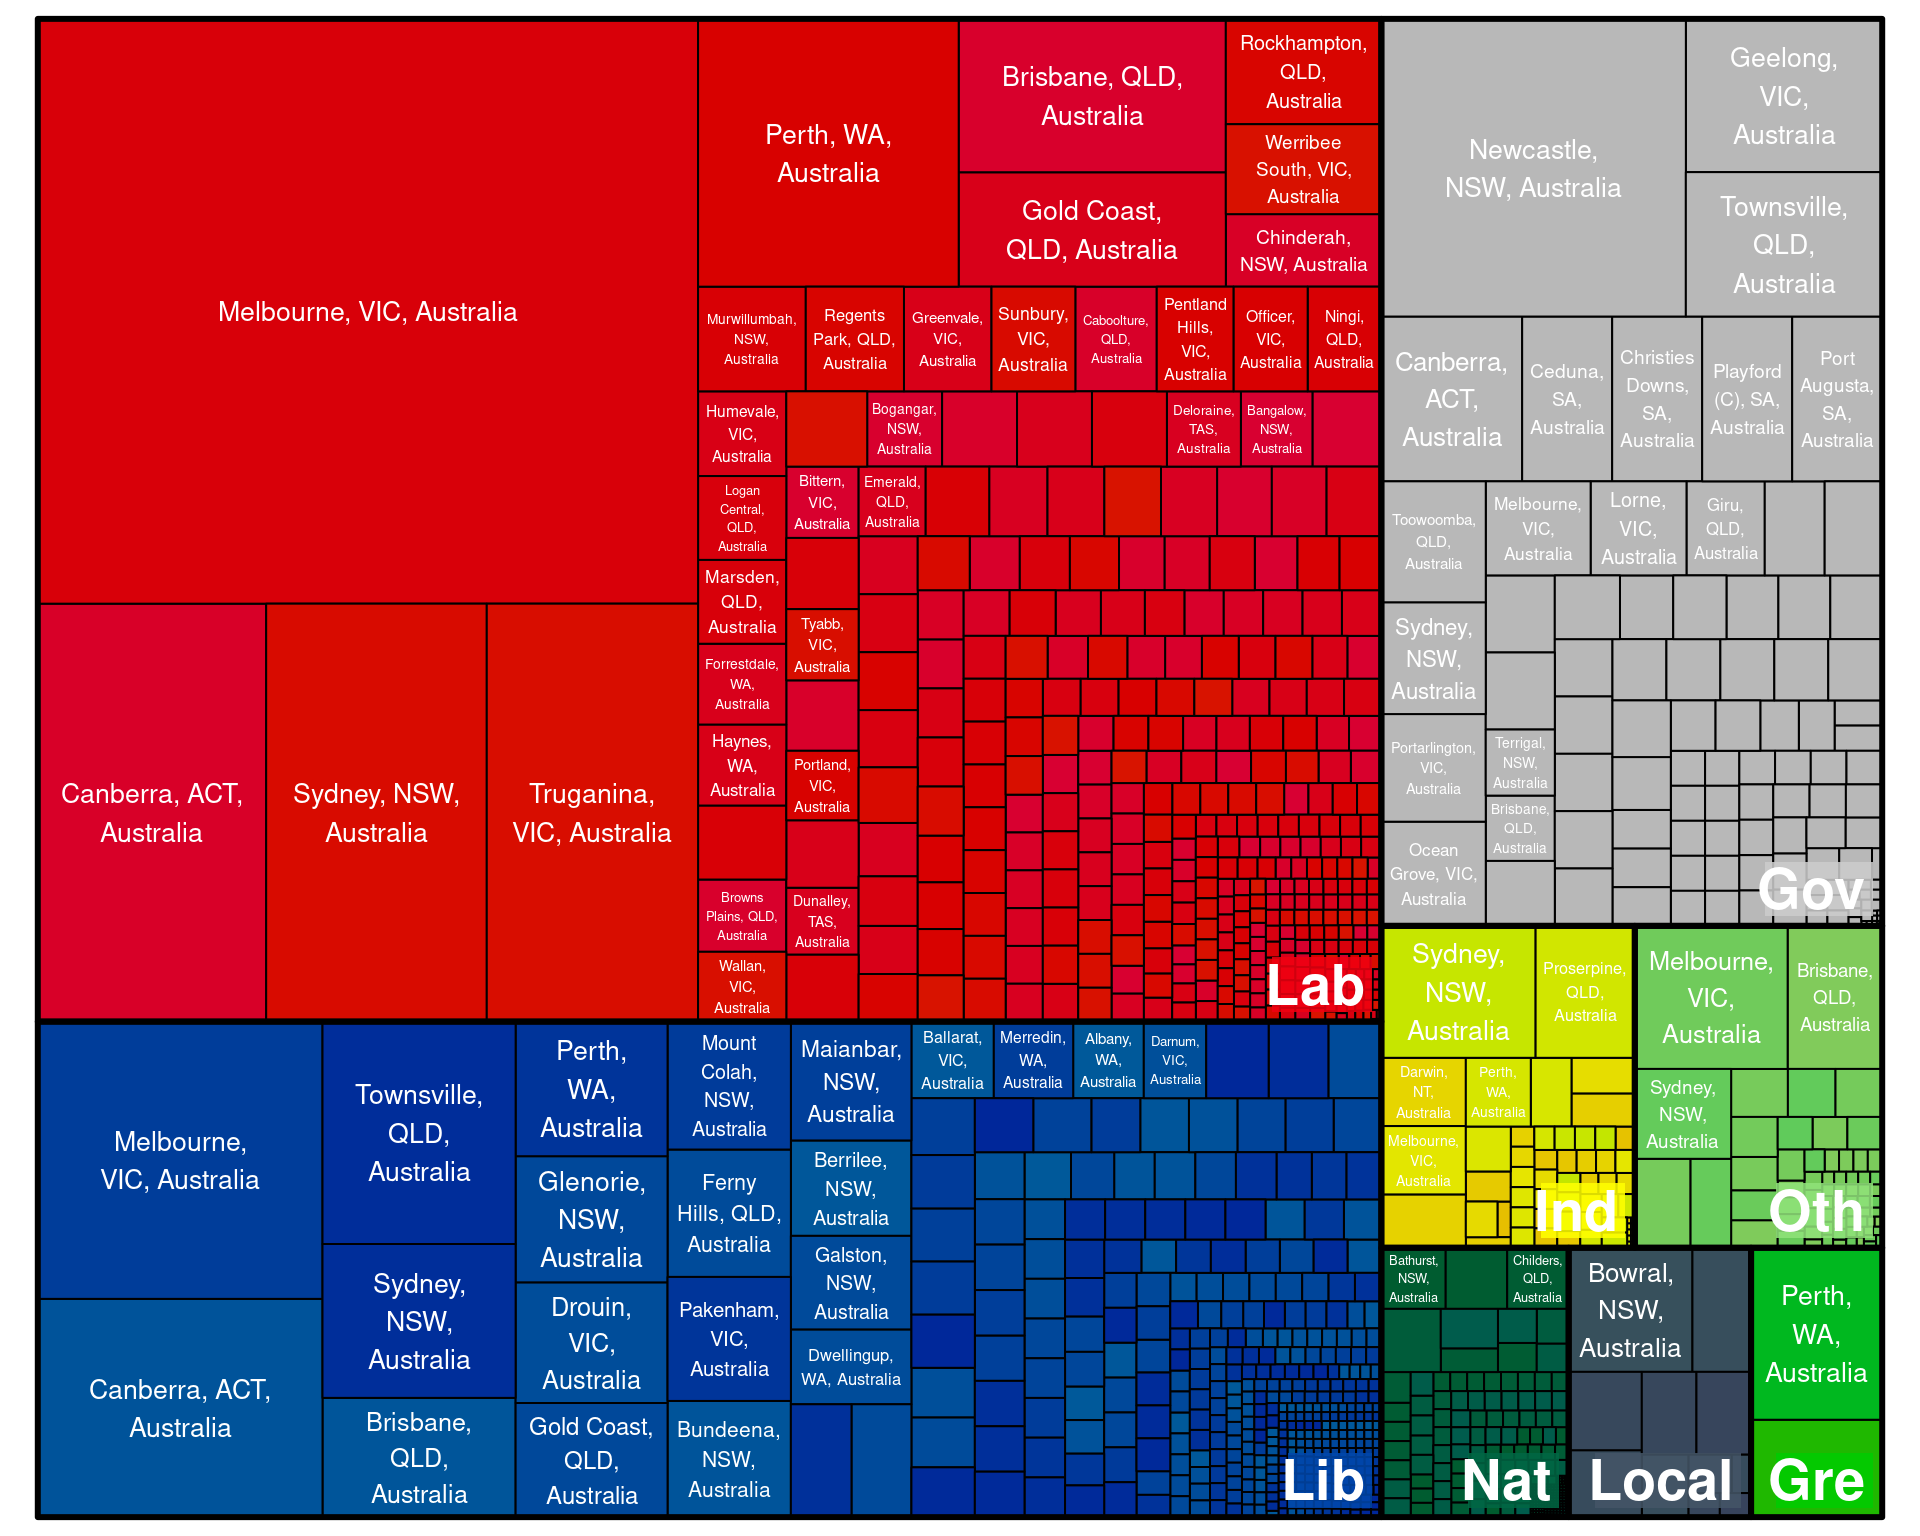 Melbourne, VIC, Australia
Canberra, ACT,
Australia
Sydney, NSW,
Australia
Truganina,
VIC, Australia
Perth, WA,
Australia
Brisbane, QLD,
Australia
Gold Coast,
QLD, Australia
Rockhampton,
QLD,
Australia
Werribee
South, VIC,
Australia
Chinderah,
NSW, Australia
Murwillumbah,
NSW,
Australia
Regents
Park, QLD,
Australia
Greenvale,
VIC,
Australia
Sunbury,
VIC,
Australia
Caboolture,
QLD,
Australia
Pentland
Hills,
VIC,
Australia
Officer,
VIC,
Australia
Ningi,
QLD,
Australia
Humevale,
VIC,
Australia
Logan
Central,
QLD,
Australia
Marsden,
QLD,
Australia
Forrestdale,
WA,
Australia
Haynes,
WA,
Australia
Browns
Plains, QLD,
Australia
Wallan,
VIC,
Australia
Bogangar,
NSW,
Australia
Deloraine,
TAS,
Australia
Bangalow,
NSW,
Australia
Bittern,
VIC,
Australia
Emerald,
QLD,
Australia
Tyabb,
VIC,
Australia
Portland,
VIC,
Australia
Dunalley,
TAS,
Australia
Lab
Newcastle,
NSW, Australia
Geelong,
VIC,
Australia
Townsville,
QLD,
Australia
Canberra,
ACT,
Australia
Ceduna,
SA,
Australia
Christies
Downs,
SA,
Australia
Playford
(C), SA,
Australia
Port
Augusta,
SA,
Australia
Toowoomba,
QLD,
Australia
Melbourne,
VIC,
Australia
Lorne,
VIC,
Australia
Giru,
QLD,
Australia
Sydney,
NSW,
Australia
Portarlington,
VIC,
Australia
Terrigal,
NSW,
Australia
Brisbane,
QLD,
Australia
Ocean
Grove, VIC,
Australia
Gov
Sydney,
NSW,
Australia
Proserpine,
QLD,
Australia
Darwin,
NT,
Australia
Perth,
WA,
Australia
Melbourne,
VIC,
Australia
Ind
Melbourne,
VIC,
Australia
Brisbane,
QLD,
Australia
Sydney,
NSW,
Australia
Oth
Melbourne,
VIC, Australia
Canberra, ACT,
Australia
Townsville,
QLD,
Australia
Sydney,
NSW,
Australia
Brisbane,
QLD,
Australia
Perth,
WA,
Australia
Glenorie,
NSW,
Australia
Drouin,
VIC,
Australia
Gold Coast,
QLD,
Australia
Mount
Colah,
NSW,
Australia
Ferny
Hills, QLD,
Australia
Pakenham,
VIC,
Australia
Bundeena,
NSW,
Australia
Maianbar,
NSW,
Australia
Berrilee,
NSW,
Australia
Galston,
NSW,
Australia
Dwellingup,
WA, Australia
Ballarat,
VIC,
Australia
Merredin,
WA,
Australia
Albany,
WA,
Australia
Darnum,
VIC,
Australia
Lib
Bathurst,
NSW,
Australia
Childers,
QLD,
Australia
Nat
Bowral,
NSW,
Australia
Local
Perth,
WA,
Australia
Gre